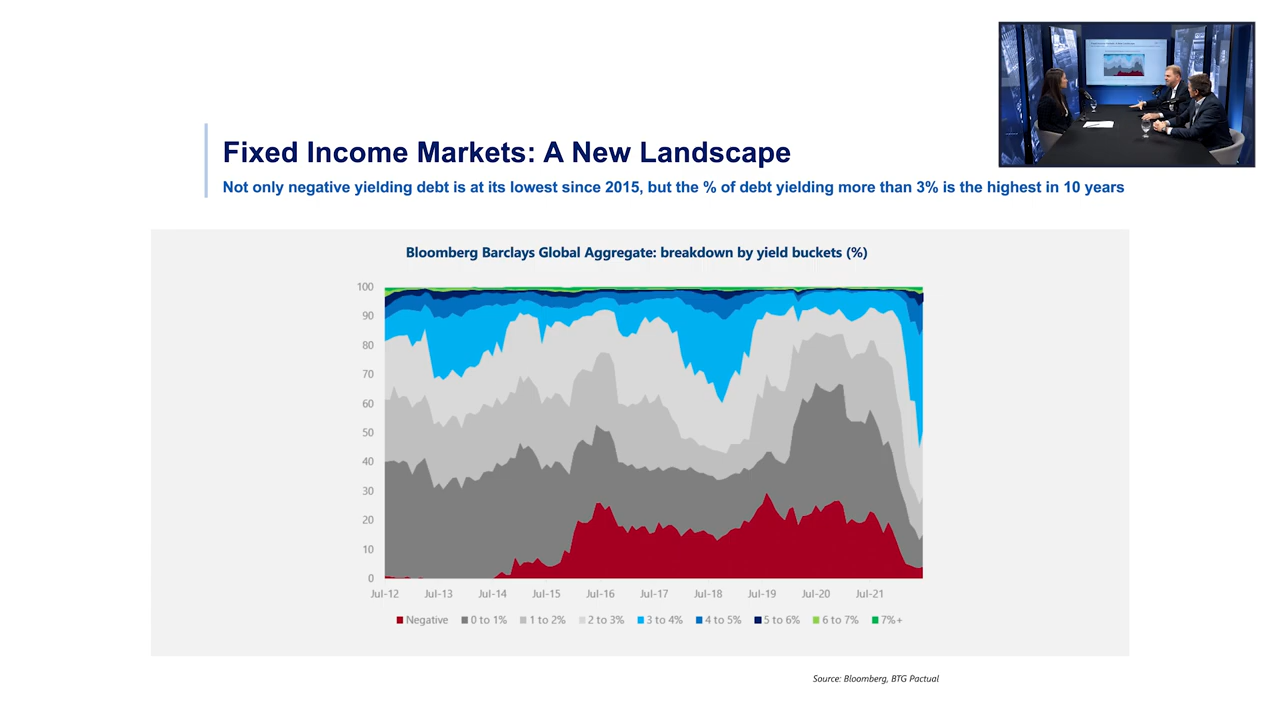 Fixed Income Markets: A New Landscape
Not only negative yielding debt is at its lowest since 2015, but the % of debt yielding more than 3% is the highest in 10 years
Bloomberg Barclays Global Aggregate: breakdown by yield buckets (%)
100
90
80
70
60
50
40
30
20
10
0
Jul-12 Jul-13 Jul-14 Jul-15 Jul-16 Jul-17 Jul-18 Jul-19 Jul-20 Jul-21
Negative 0 to 1% 1 to 2% 2 to 3% 3 to 4% 4 to 5% 5 to 6% 6 to 7% 7%+
Source: Bloomberg, BTG Pactual